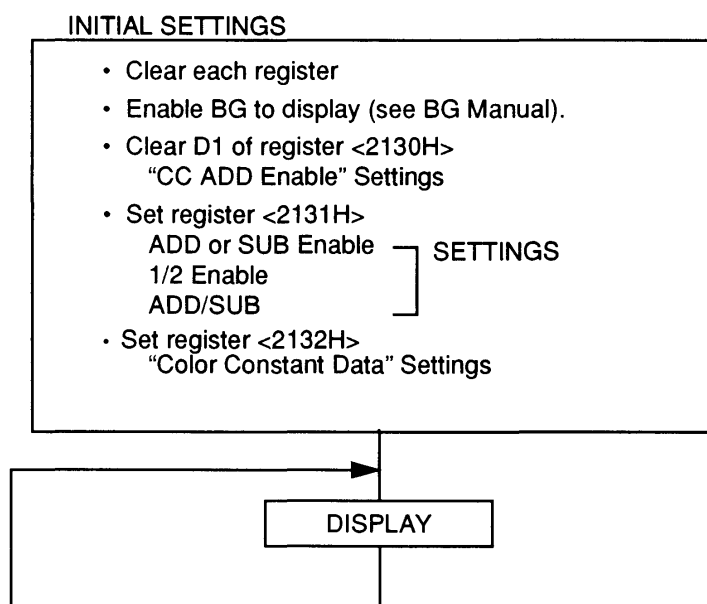 INITIAL SETTINGS
• Clear each register
• Enable BG to display (see BG Manual).
• Clear D1 of register <2130H>
“CC ADD Enable” Settings
• Set register <2131H>
ADD or SUB Enable
1/2 Enable
ADD/SUB
SETTINGS
• Set register <2132H>
“Color Constant Data” Settings
DISPLAY